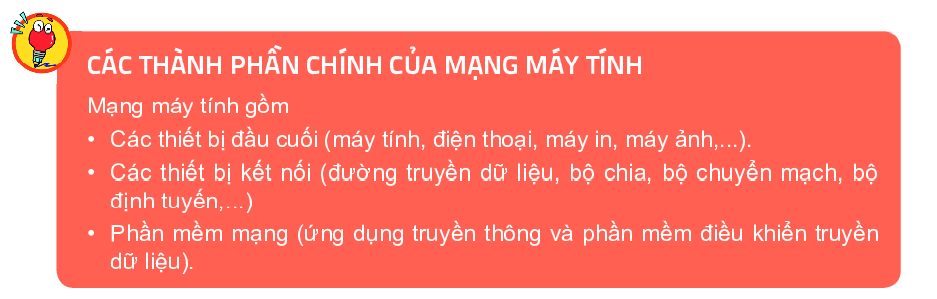 CÁC THÀNH PHẦN CHÍNH CỦA MẠNG MÁY TÍNH
Mạng máy tính gồm
• Các thiết bị đầu cuối (máy tính, điện thoại, máy in, máy ảnh,...).
• Các thiết bị kết nối (đường truyền dữ liệu, bộ chia, bộ chuyển mạch, bộ
định tuyến,...)
• Phần mềm mạng (ứng dụng truyền thông và phần mềm điều khiển truyền
dữ liệu).